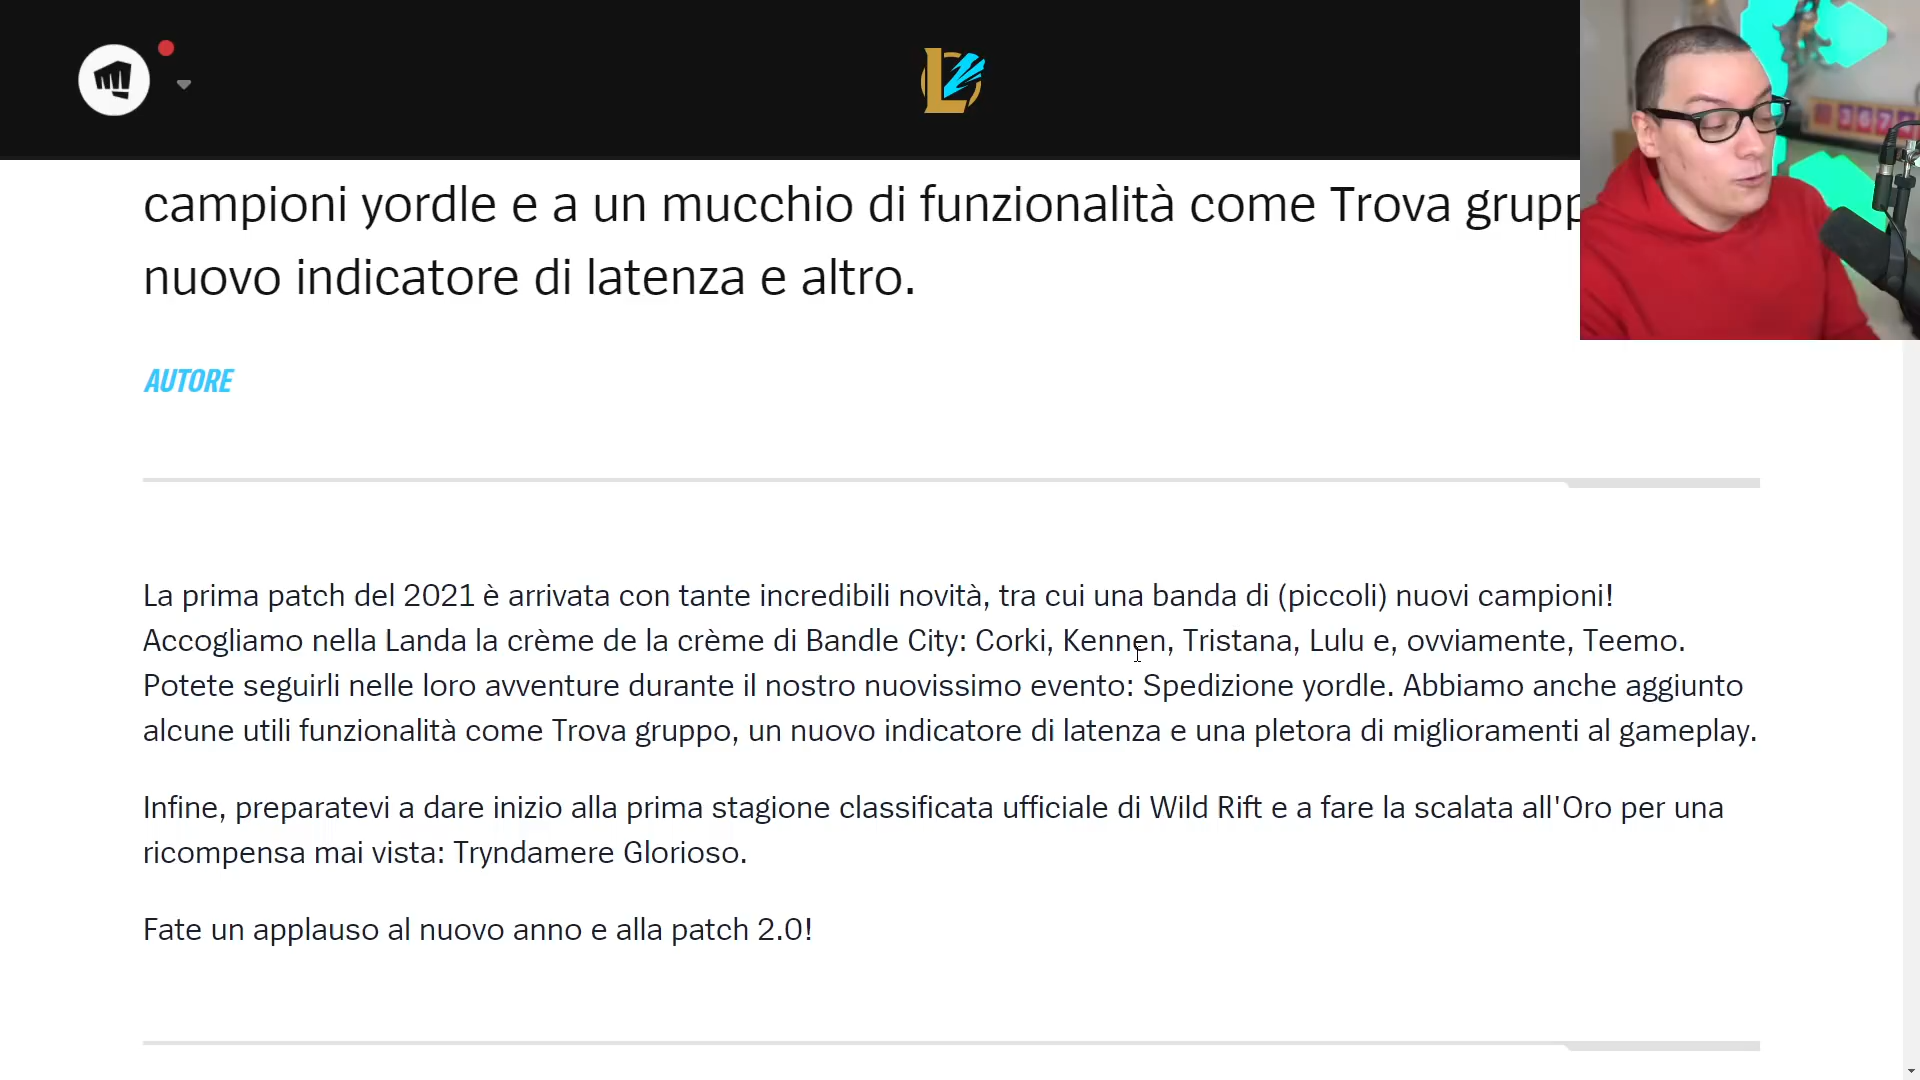 campioni yordle e a un mucchio di funzionalità come Trova
nuovo indicatore di latenza e altro.
AUTORE
La prima patch del 2021 è arrivata con tante incredibili novità, tra cui una banda di (piccoli) nuovi campioni!
Accogliamo nella Landa la crème de la crème di Bandle City: Corki, Kennen, Tristana, Lulu e, ovviamente, Teemo.
Potete seguirli nelle loro avventure durante il nostro nuovissimo evento: Spedizione yordle. Abbiamo anche aggiunto
alcune utili funzionalità come Trova gruppo, un nuovo indicatore di latenza e una pletora di miglioramenti al gameplay.
Infine, preparatevi a dare inizio alla prima stagione classificata ufficiale di Wild Rift e a fare la scalata all'Oro per una
ricompensa mai vista: Tryndamere Glorioso.
Fate un applauso al nuovo anno e alla patch 2.0!